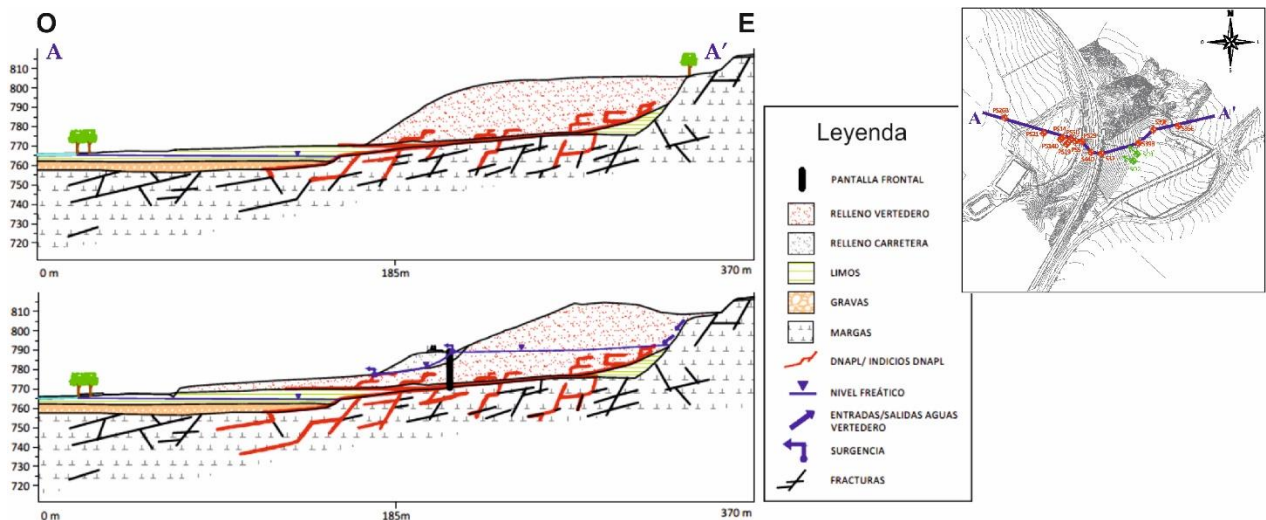 O
E
A
A'
810
800
790
780
770
760
750
740
730
720
0 m
185m
370 m
810
800
790
780
770
760
750
740
730
720
0 m
185m
370 m
Leyenda
PANTALLA FRONTAL
RELLENO VERTEDERO
RELLENO CARRETERA
LIMOS
GRAVAS
MARGAS
DNAPL/ INDICIOS DNAPL
NIVEL FREÁTICO
ENTRADAS/SALIDAS AGUAS
VERTEDERO
SURGENCIA
FRACTURAS
A
A'